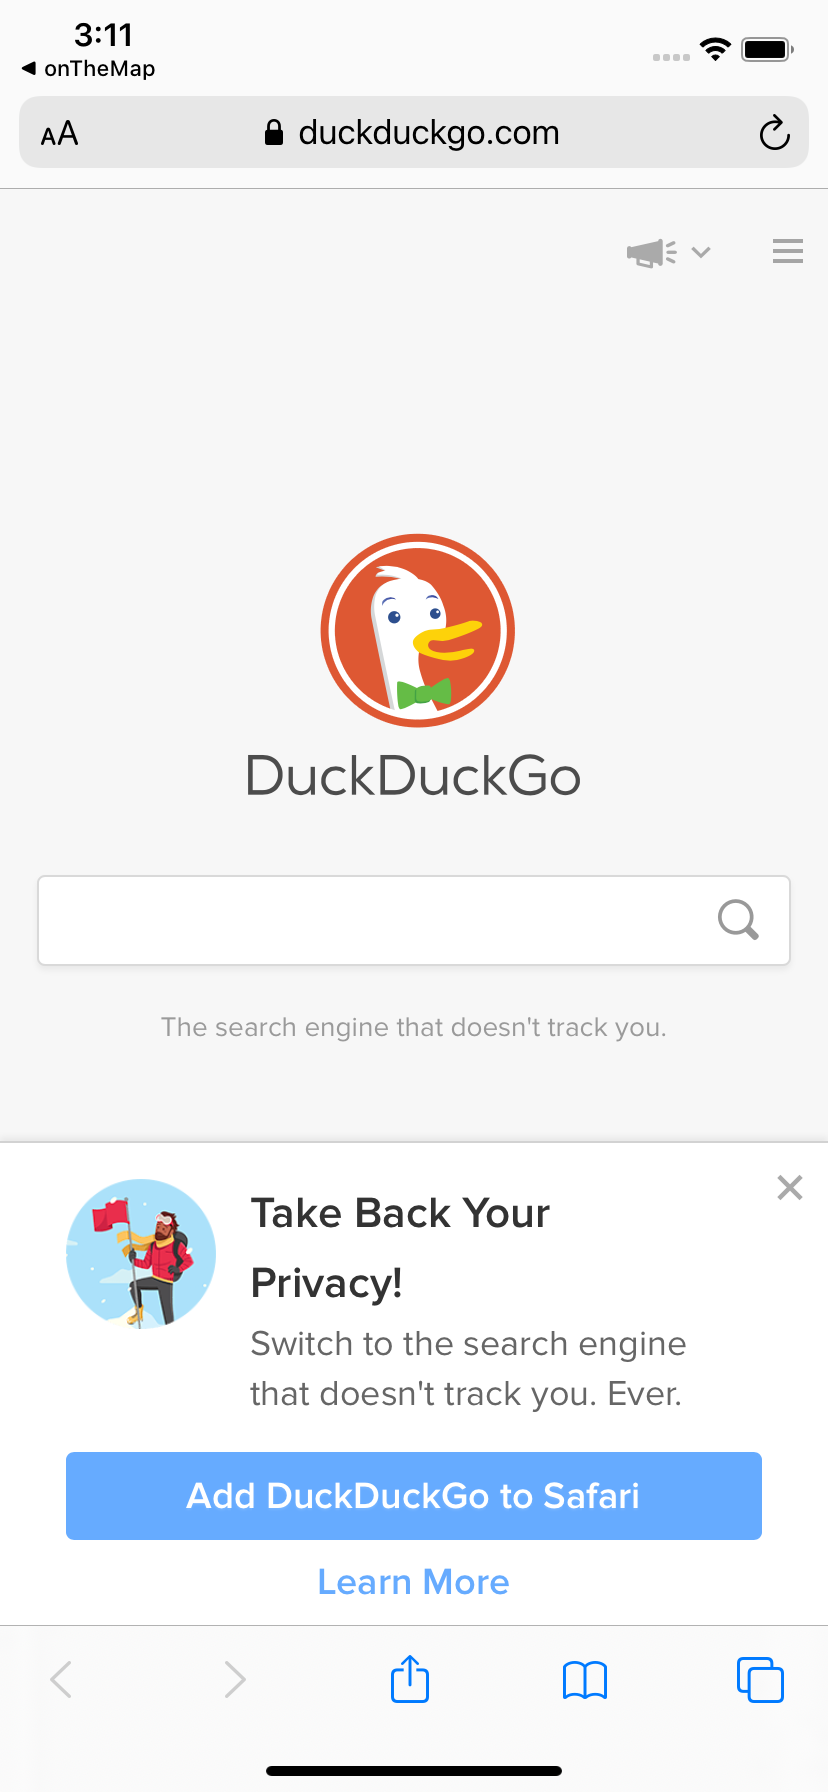 3:11
◀ onTheMap
AA
duckduckgo.com
DuckDuckGo
The search engine that doesn't track you.
Take Back Your
Privacy!
Switch to the search engine
that doesn't track you. Ever.
Add DuckDuckGo to Safari
Learn More